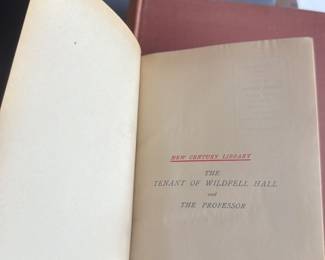 NEW CENTURY LIBRARY
THE
TENANT OF WILDFELL HALL
and
THE PROFESSOR